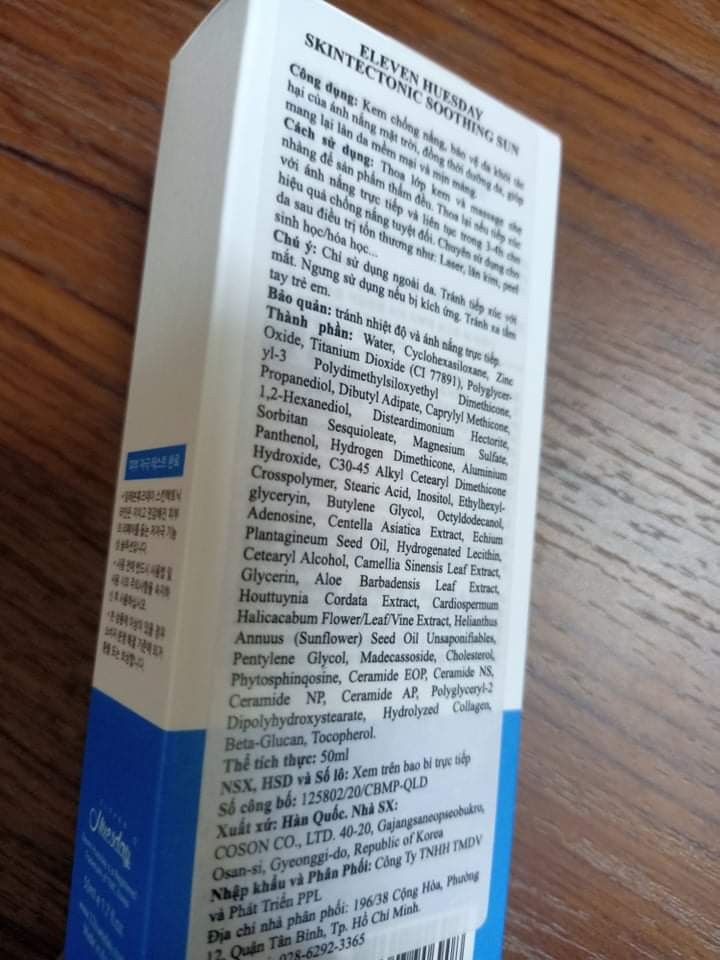 ELEVEN HUESDAY
SKINTECTONIC SOOTHING SUN
Công dụng: Kem chống nắng, bảo vệ da khỏi tác
hại của ánh nắng mặt trời, đồng thời dưỡng da, giúp
mang lại làn da mềm mại và mịn màng.
Cách sử dụng: Thoa lớp kem và massage nhẹ
nhàng để sản phẩm thẩm đều. Thoa lại nếu tiếp xúc
với ánh nắng trực tiếp và liên tục trong 3-4h cho
hiệu quả chống nắng tuyệt đối. Chuyên sử dụng cho
da sau điều trị tổn thương như: Laser, lăn kim, peel
sinh học/hóa học...
Chú ý: Chỉ sử dụng ngoài da. Tránh tiếp xúc với
mắt. Ngưng sử dụng nếu bị kích ứng. Tránh xa tầm
tay trẻ em.
Bảo quản: tránh nhiệt độ và ánh nắng trực tiếp.
Thành phần: Water, Cyclohexasiloxane, Zinc
Oxide, Titanium Dioxide (CI 77891), Polyglycer-
yl-3 Polydimethylsiloxyethyl Dimethicone,
Propanediol, Dibutyl Adipate, Caprylyl Methicone,
1,2-Hexanediol, Disteardimonium Hectorite,
Sorbitan Sesquioleate, Magnesium Sulfate,
Panthenol, Hydrogen Dimethicone, Aluminium
Hydroxide, C30-45 Alkyl Cetearyl Dimethicone
Crosspolymer, Stearic Acid, Inositol, Ethylhexyl-
glyceryin, Butylene Glycol, Octyldodecanol,
Adenosine, Centella Asiatica Extract, Echium
Plantagineum Seed Oil, Hydrogenated Lecithin,
Cetearyl Alcohol, Camellia Sinensis Leaf Extract,
Glycerin, Aloe Barbadensis Leaf Extract,
Houttuynia Cordata Extract, Cardiospermum
Halicacabum Flower/Leaf/Vine Extract, Helianthus
Annuus (Sunflower) Seed Oil Unsaponifiables,
Pentylene Glycol, Madecassoside, Cholesterol,
Phytosphinqosine, Ceramide EOP, Ceramide NS,
Ceramide NP, Ceramide AP, Polyglyceryl-2
Dipolyhydroxystearate, Hydrolyzed Collagen,
Beta-Glucan, Tocopherol.
Thể tích thực: 50ml
NSX, HSD và Số lô: Xem trên bao bì trực tiếp
Số công bố: 125802/20/CBMP-QLD
Xuất xứ: Hàn Quốc. Nhà SX:
COSON CO., LTD. 40-20, Gajangsaneopseobukro,
Osan-si, Gyeonggi-do, Republic of Korea
Nhập khẩu và Phân Phối: Công Ty TNHH TMDV
và Phát Triển PPL
Địa chỉ nhà phân phối: 196/38 Cộng Hòa, Phường
12, Quận Tân Bình, Tp. Hồ Chí Minh.
028-6292-3365
피부 자극 테스트 완료
Huesday